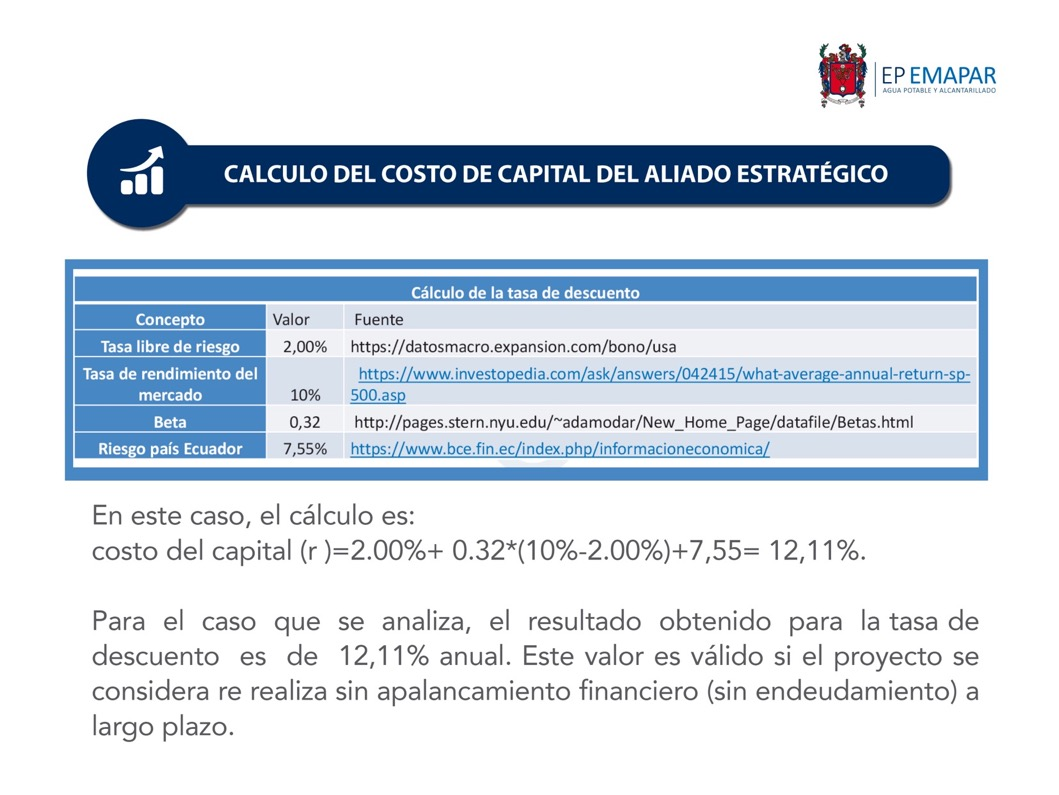 EP EMAPAR
AGUA POTABLE Y ALCANTARILLADO
CALCULO DEL COSTO DE CAPITAL DEL ALIADO ESTRATÉGICO
Cálculo de la tasa de descuento
Concepto Valor Fuente
Tasa libre de riesgo 2,00% https://datosmacro.expansion.com/bono/usa
Tasa de rendimiento del mercado 10% https://www.investopedia.com/ask/answers/042415/what-average-annual-return-sp-500.asp
Beta 0,32 http://pages.stern.nyu.edu/~adamodar/New_Home_Page/datafile/Betas.html
Riesgo país Ecuador 7,55% https://www.bce.fin.ec/index.php/informacioneconomica/
En este caso, el cálculo es:
costo del capital (r )=2.00%+ 0.32*(10%-2.00%)+7,55= 12,11%.
Para el caso que se analiza, el resultado obtenido para la tasa de
descuento es de 12,11% anual. Este valor es válido si el proyecto se
considera re realiza sin apalancamiento financiero (sin endeudamiento) a
largo plazo.